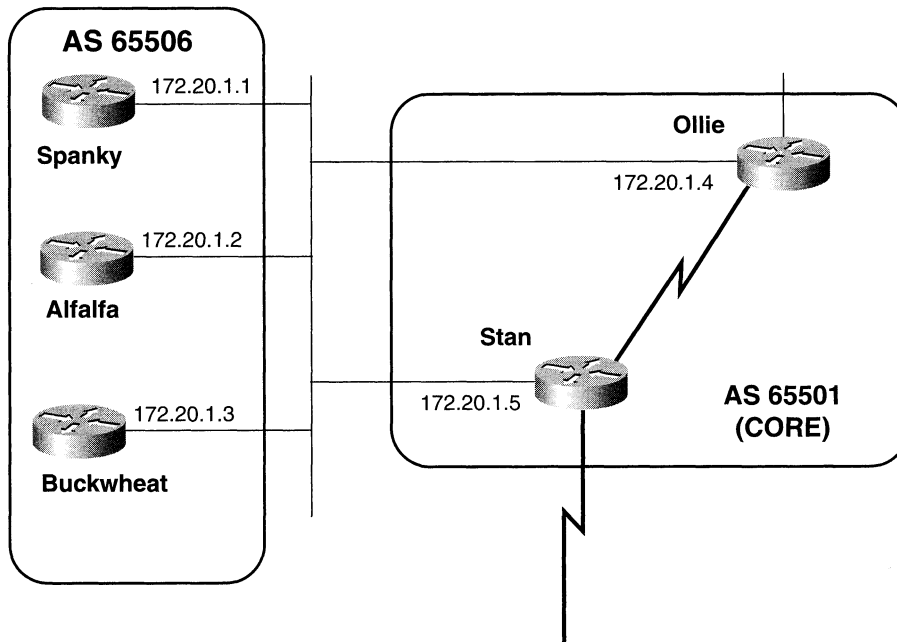 AS 65506
172.20.1.1
Spanky
172.20.1.2
Alfalfa
172.20.1.3
Buckwheat
Ollie
172.20.1.4
Stan
172.20.1.5
AS 65501
(CORE)